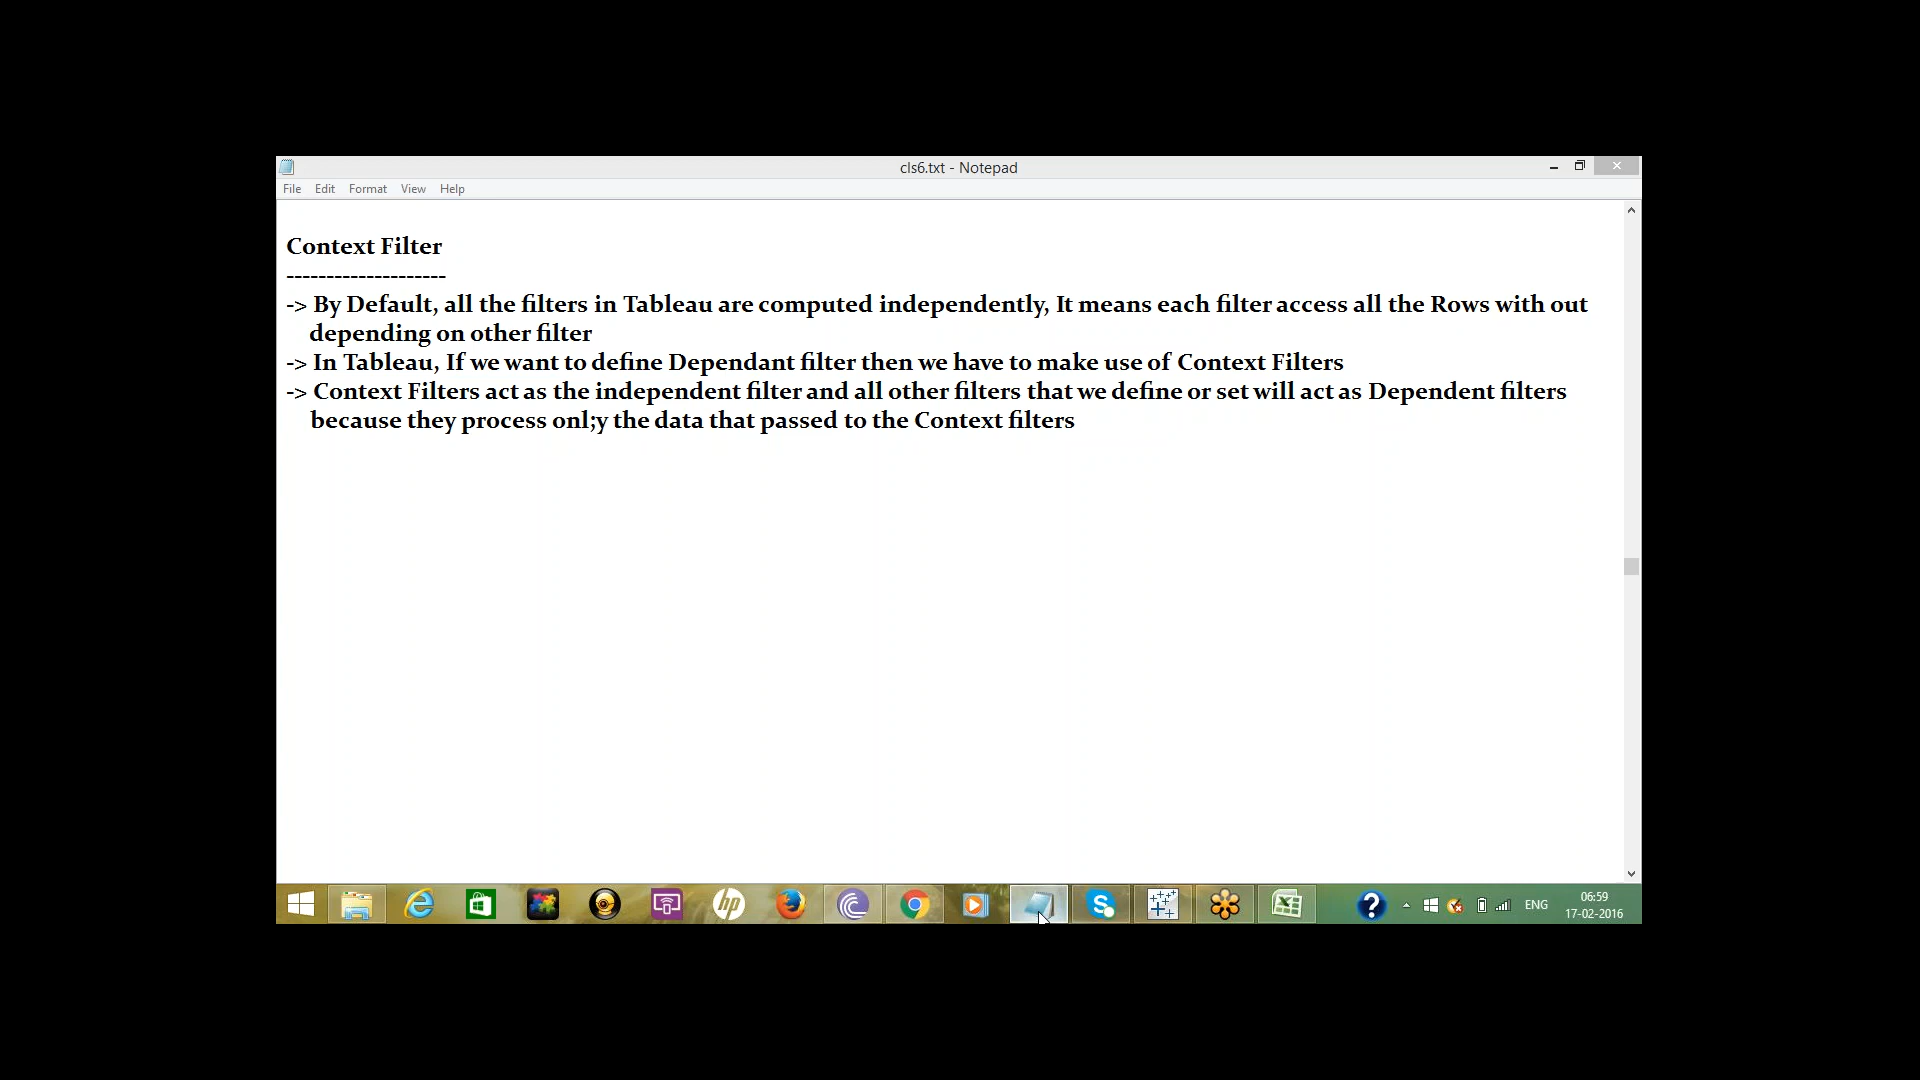 cls6.txt - Notepad
File Edit Format View Help
Context Filter
--------------------
-> By Default, all the filters in Tableau are computed independently, It means each filter access all the Rows with out
depending on other filter
-> In Tableau, If we want to define Dependant filter then we have to make use of Context Filters
-> Context Filters act as the independent filter and all other filters that we define or set will act as Dependent filters
because they process onl;y the data that passed to the Context filters
hp
?
ENG
06:59
17-02-2016